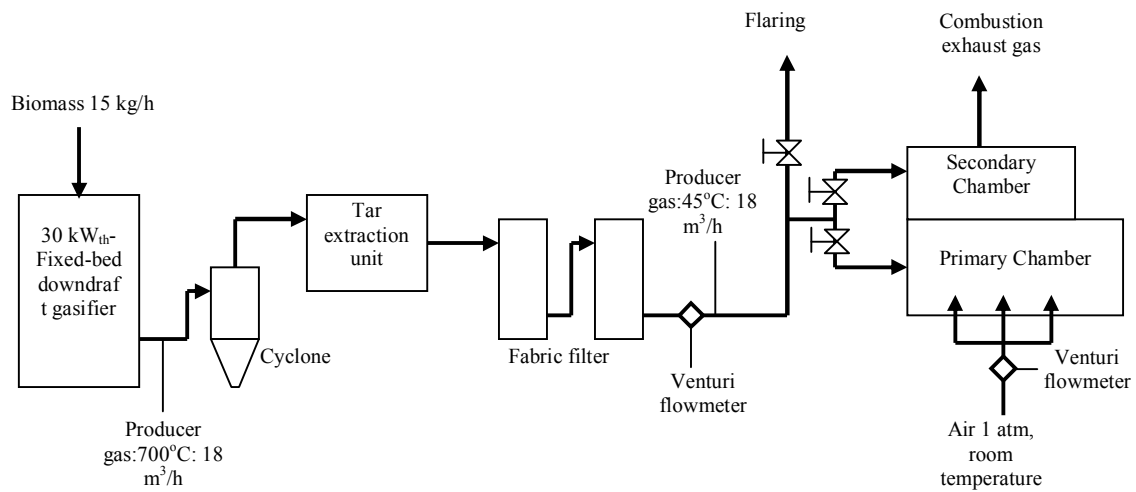 Flaring
Combustion
exhaust gas
Biomass 15 kg/h
30 kWth-
Fixed-bed
downdraf
t gasifier
Cyclone
Producer
gas:700°C: 18
m³/h
Tar
extraction
unit
Fabric filter
Venturi
flowmeter
Producer
gas:45°C: 18
m³/h
Secondary
Chamber
Primary Chamber
Venturi
flowmeter
Air 1 atm,
room
temperature